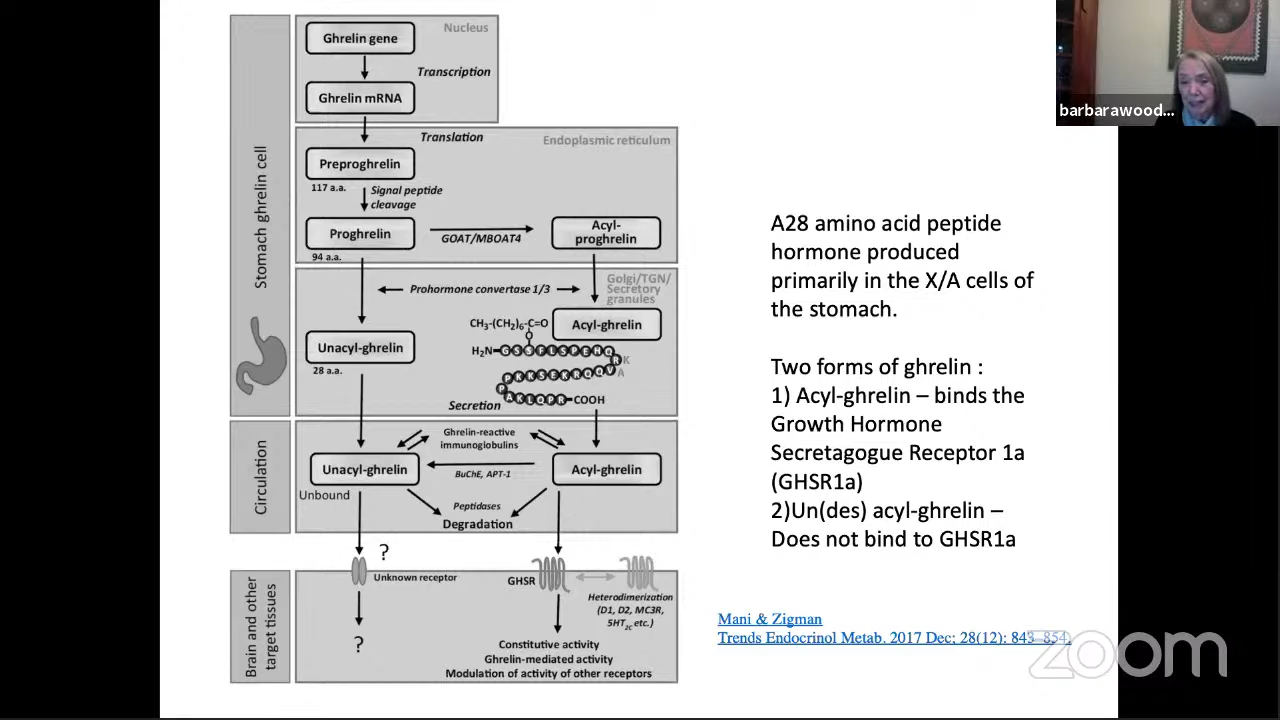 Ghrelin gene
Nucleus
Transcription
Ghrelin mRNA
Translation
Endoplasmic reticulum
Preproghrelin
117 a.a.
Signal peptide
cleavage
Proghrelin
GOAT/MBOAT4
Acyl-
proghrelin
94 a.a.
Stomach ghrelin cell
Golgi/TGN/
Secretory
granules
Prohormone convertase 1/3
CH₃-(CH₂)₆-C=O
O
Acyl-ghrelin
Unacyl-ghrelin
28 a.a.
H₂N-GSSFLSPEHQ
R K
PKKSEKRQQV A
P
AKLQPR-COOH
Secretion
Circulation
Ghrelin-reactive
immunoglobulins
Unacyl-ghrelin
BuChE, APT-1
Acyl-ghrelin
Unbound
Peptidases
Degradation
Brain and other
target tissues
?
Unknown receptor
?
GHSR
Heterodimerization
(D1, D2, MC3R,
5HT2C etc.)
Constitutive activity
Ghrelin-mediated activity
Modulation of activity of other receptors
A28 amino acid peptide
hormone produced
primarily in the X/A cells of
the stomach.
Two forms of ghrelin :
1) Acyl-ghrelin – binds the
Growth Hormone
Secretagogue Receptor 1a
(GHSR1a)
2)Un(des) acyl-ghrelin –
Does not bind to GHSR1a
Mani & Zigman
Trends Endocrinol Metab. 2017 Dec; 28(12): 843–854.
barbarawood...
zoom